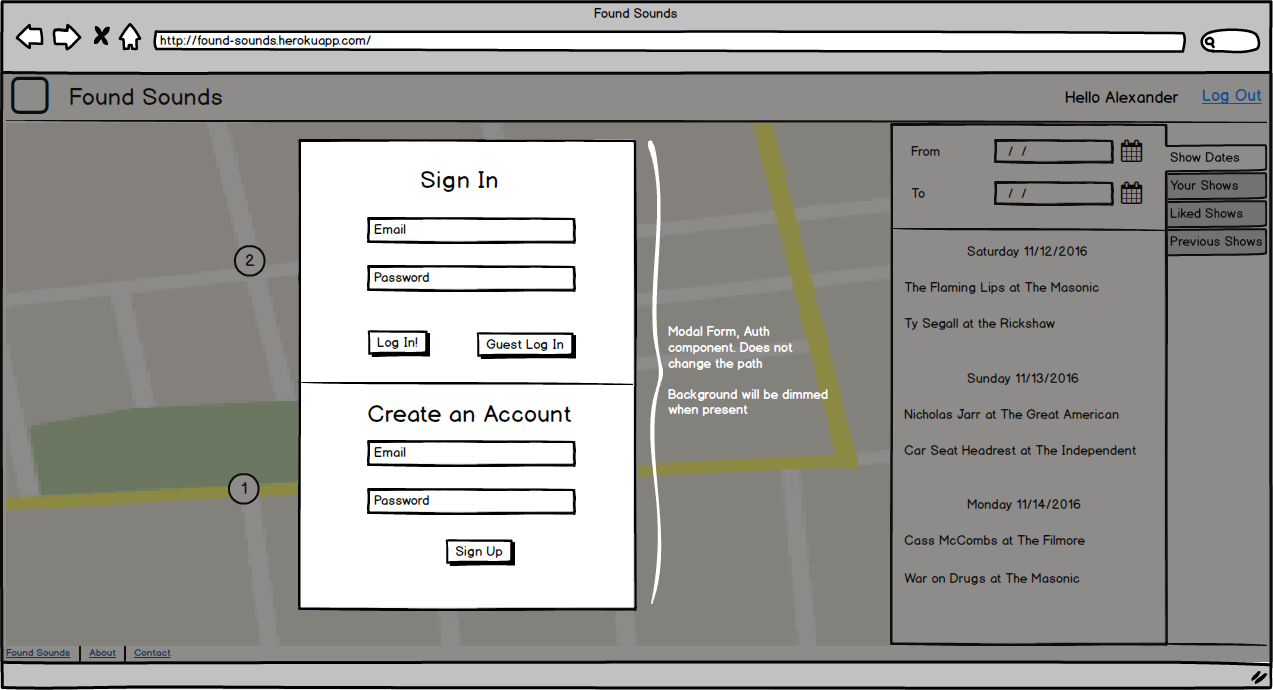 Found Sounds
http://found-sounds.herokuapp.com/
Found Sounds
Hello Alexander
Log Out
Sign In
Email
Password
Log In!
Guest Log In
Create an Account
Email
Password
Sign Up
2
1
Modal Form, Auth
component. Does not
change the path
Background will be dimmed
when present
From
/ /
To
/ /
Show Dates
Your Shows
Liked Shows
Previous Shows
Saturday 11/12/2016
The Flaming Lips at The Masonic
Ty Segall at the Rickshaw
Sunday 11/13/2016
Nicholas Jarr at The Great American
Car Seat Headrest at The Independent
Monday 11/14/2016
Cass McCombs at The Filmore
War on Drugs at The Masonic
Found Sounds
About
Contact